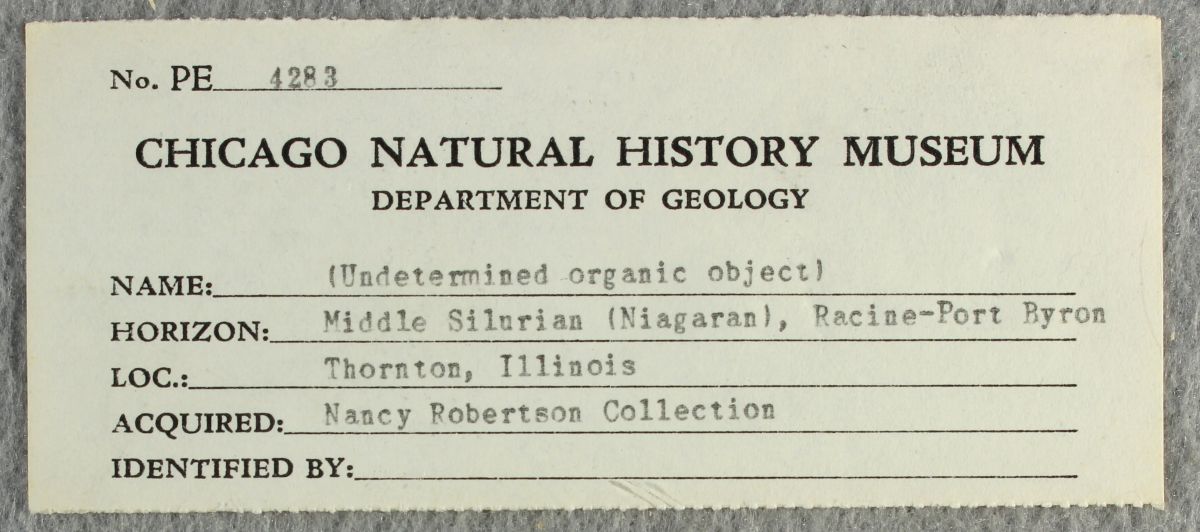 No. PE 4283
CHICAGO NATURAL HISTORY MUSEUM
DEPARTMENT OF GEOLOGY
NAME: (Undetermined organic object)
HORIZON: Middle Silurian (Niagaran), Racine-Port Byron
LOC.: Thornton, Illinois
ACQUIRED: Nancy Robertson Collection
IDENTIFIED BY: